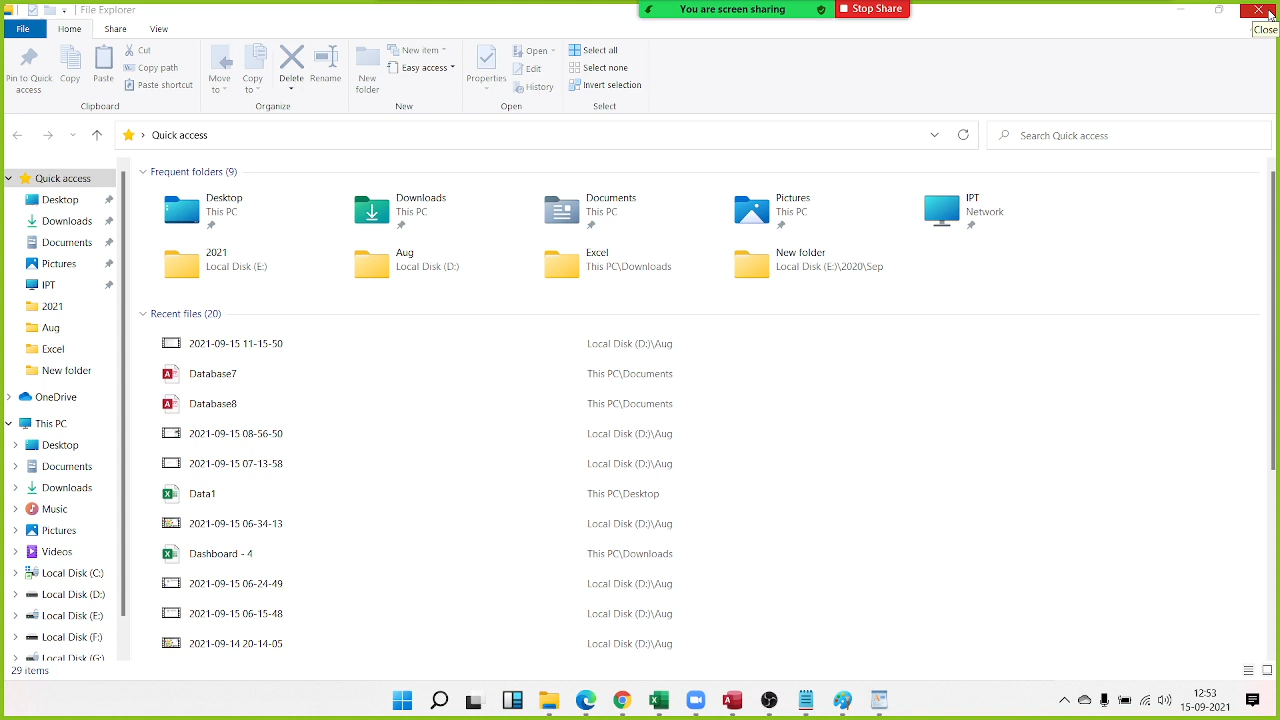 File Explorer
You are screen sharing
Stop Share
Close
File Home Share View
Pin to Quick access
Copy
Paste
Cut
Copy path
Paste shortcut
Clipboard
Move to
Copy to
Delete
Rename
Organize
New folder
New item
Easy access
New
Properties
Open
Edit
History
Open
Select all
Select none
Invert selection
Select
Quick access
Search Quick access
Quick access
Desktop
Downloads
Documents
Pictures
IPT
2021
Aug
Excel
New folder
OneDrive
This PC
Desktop
Documents
Downloads
Music
Pictures
Videos
Local Disk (C:)
Local Disk (D:)
Local Disk (E:)
Local Disk (F:)
Local Disk (G:)
Frequent folders (9)
Desktop
This PC
Downloads
This PC
Documents
This PC
Pictures
This PC
IPT
Network
2021
Local Disk (E:)
Aug
Local Disk (D:)
Excel
This PC\Downloads
New folder
Local Disk (E:)\2020\Sep
Recent files (20)
2021-09-15 11-15-50 Local Disk (D:)\Aug
Database7 This PC\Documents
Database8 This PC\Documents
2021-09-15 08-56-50 Local Disk (D:)\Aug
2021-09-15 07-13-58 Local Disk (D:)\Aug
Data1 This PC\Desktop
2021-09-15 06-34-13 Local Disk (D:)\Aug
Dashboard - 4 This PC\Downloads
2021-09-15 06-24-49 Local Disk (D:)\Aug
2021-09-15 06-15-48 Local Disk (D:)\Aug
2021-09-14 20-14-05 Local Disk (D:)\Aug
29 items
12:53
15-09-2021